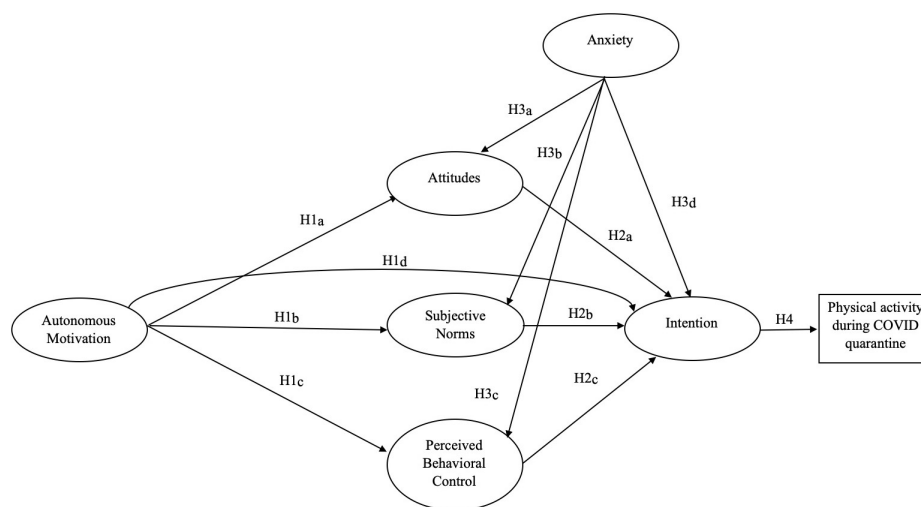 Anxiety
H3a
H3b
Attitudes
H3d
H1a
H2a
H1d
Autonomous
Motivation
H1b
Subjective
Norms
H2b
Intention
H4
Physical activity
during COVID
quarantine
H1c
H2c
H3c
Perceived
Behavioral
Control